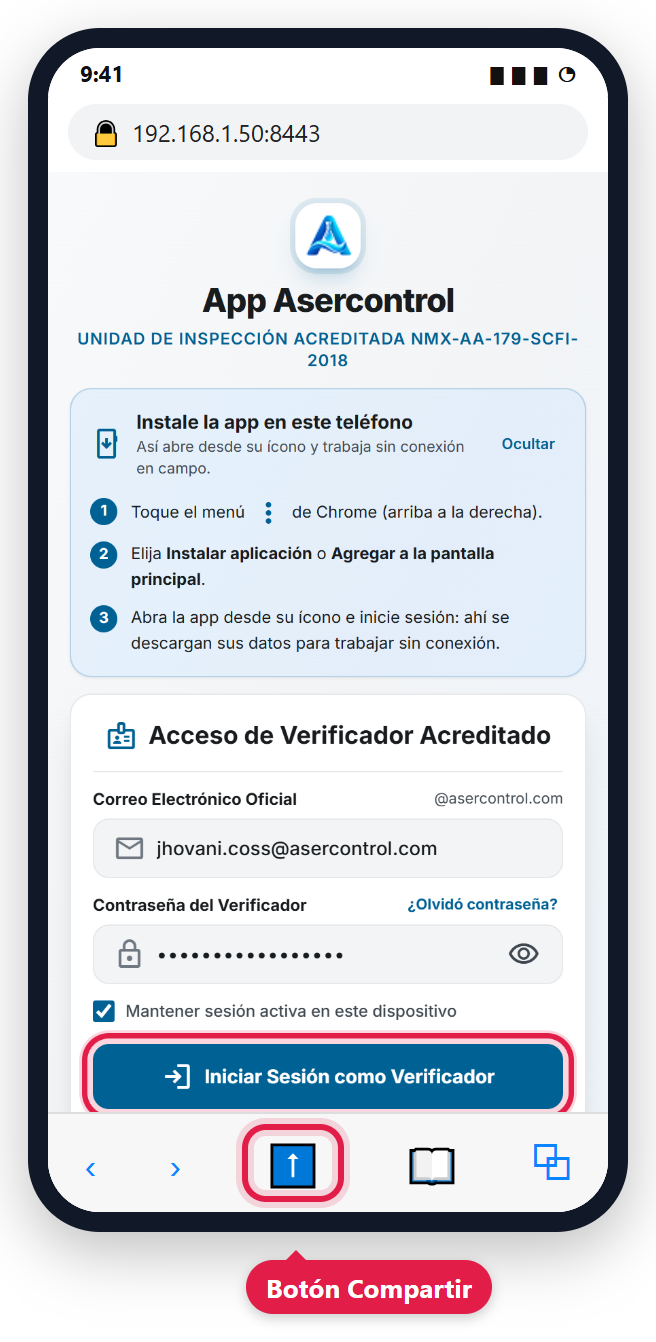 9:41
192.168.1.50:8443
App Asercontrol
UNIDAD DE INSPECCIÓN ACREDITADA NMX-AA-179-SCFI-
2018
Instale la app en este teléfono
Así abre desde su ícono y trabaja sin conexión
en campo.
Ocultar
1 Toque el menú ⋮ de Chrome (arriba a la derecha).
2 Elija Instalar aplicación o Agregar a la pantalla
principal.
3 Abra la app desde su ícono e inicie sesión: ahí se
descargan sus datos para trabajar sin conexión.
Acceso de Verificador Acreditado
Correo Electrónico Oficial @asercontrol.com
jhovani.coss@asercontrol.com
Contraseña del Verificador ¿Olvidó contraseña?
•••••••••••••••••
Mantener sesión activa en este dispositivo
Iniciar Sesión como Verificador
Botón Compartir